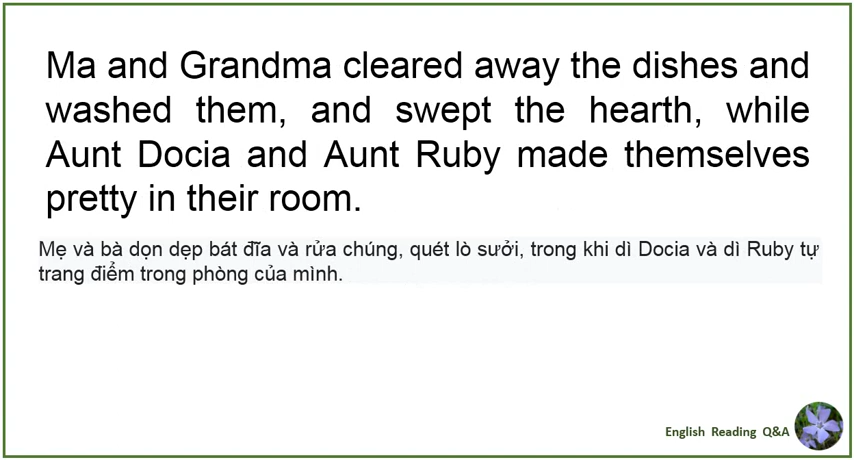 Ma and Grandma cleared away the dishes and
washed them, and swept the hearth, while
Aunt Docia and Aunt Ruby made themselves
pretty in their room.
Mẹ và bà dọn dẹp bát đĩa và rửa chúng, quét lò sưởi, trong khi dì Docia và dì Ruby tự
trang điểm trong phòng của mình.
English Reading Q&A